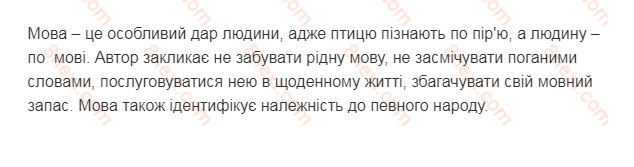 Мова – це особливий дар людини, адже птицю пізнають по пір'ю, а людину –
по мові. Автор закликає не забувати рідну мову, не засмічувати поганими
словами, послуговуватися нею в щоденному житті, збагачувати свій мовний
запас. Мова також ідентифікує належність до певного народу.